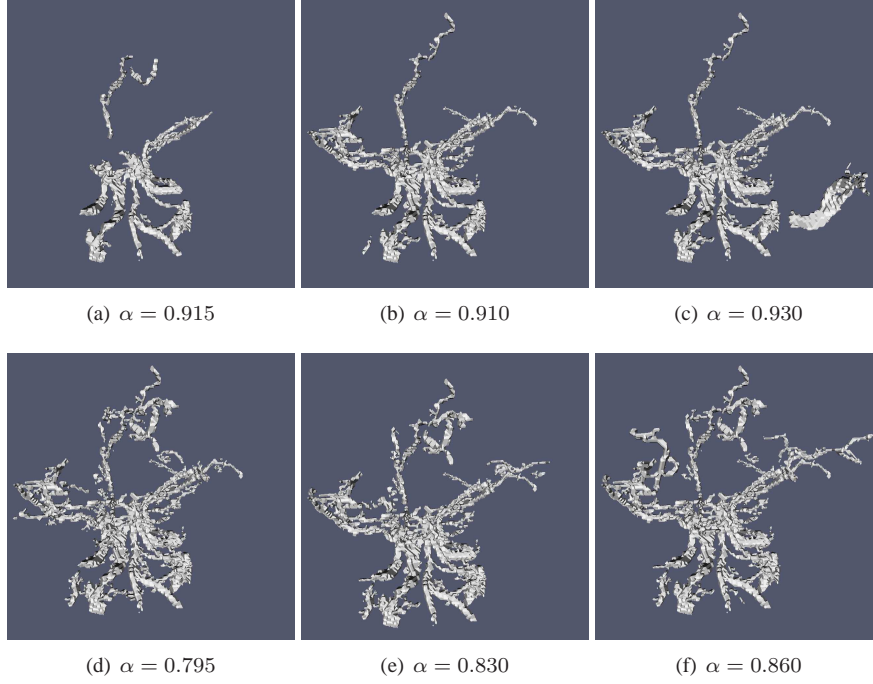 (a) α = 0.915
(b) α = 0.910
(c) α = 0.930
(d) α = 0.795
(e) α = 0.830
(f) α = 0.860